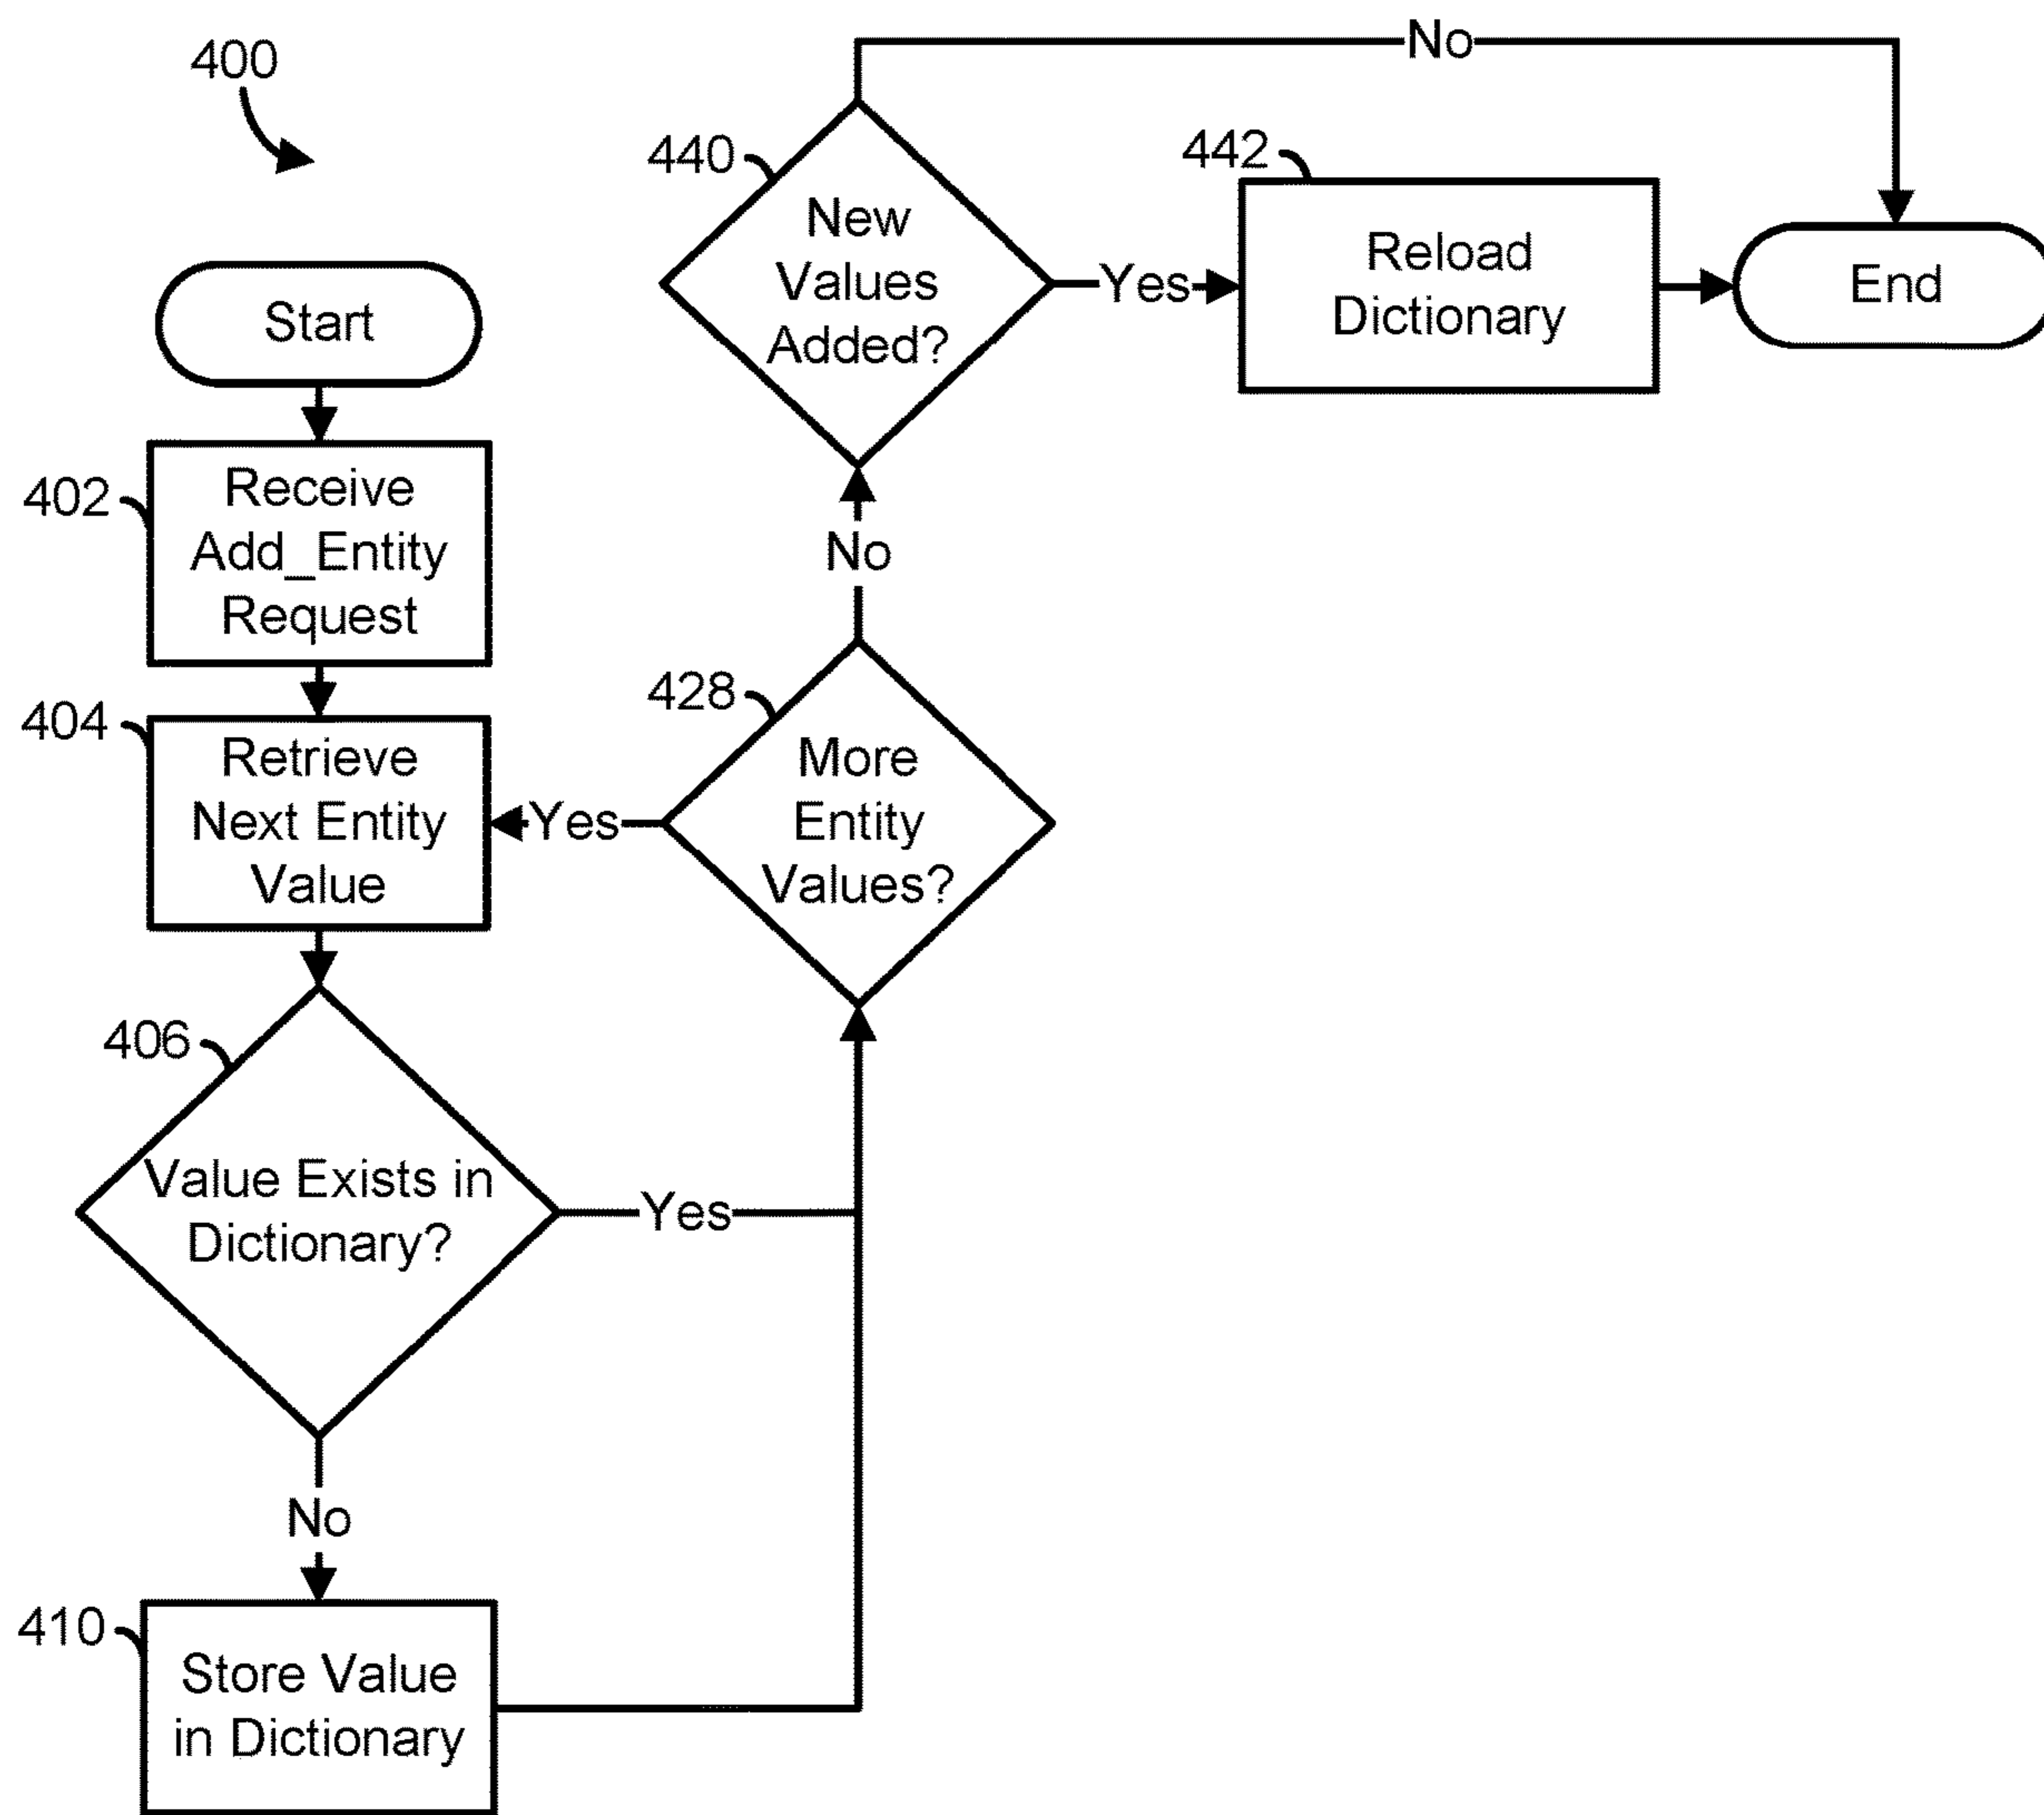 400
Start
402
Receive
Add_Entity
Request
404
Retrieve
Next Entity
Value
406
Value Exists in
Dictionary?
Yes
No
410
Store Value
in Dictionary
428
More
Entity
Values?
Yes
No
440
New
Values
Added?
No
Yes
442
Reload
Dictionary
End